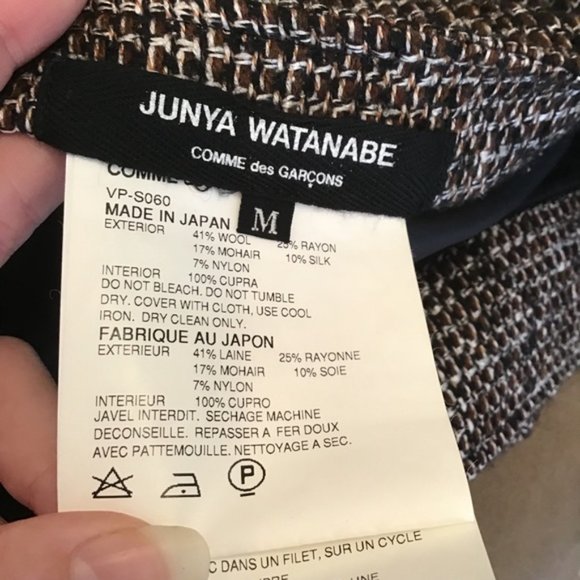 JUNYA WATANABE
COMME des GARÇONS
M
COMME
VP-S060
MADE IN JAPAN
EXTERIOR 41% WOOL 25% RAYON
17% MOHAIR 10% SILK
7% NYLON
INTERIOR 100% CUPRA
DO NOT BLEACH. DO NOT TUMBLE
DRY. COVER WITH CLOTH, USE COOL
IRON. DRY CLEAN ONLY.
FABRIQUE AU JAPON
EXTERIEUR 41% LAINE 25% RAYONNE
17% MOHAIR 10% SOIE
7% NYLON
INTERIEUR 100% CUPRO
JAVEL INTERDIT. SECHAGE MACHINE
DECONSEILLE. REPASSER A FER DOUX
AVEC PATTEMOUILLE. NETTOYAGE A SEC.
P
C DANS UN FILET, SUR UN CYCLE